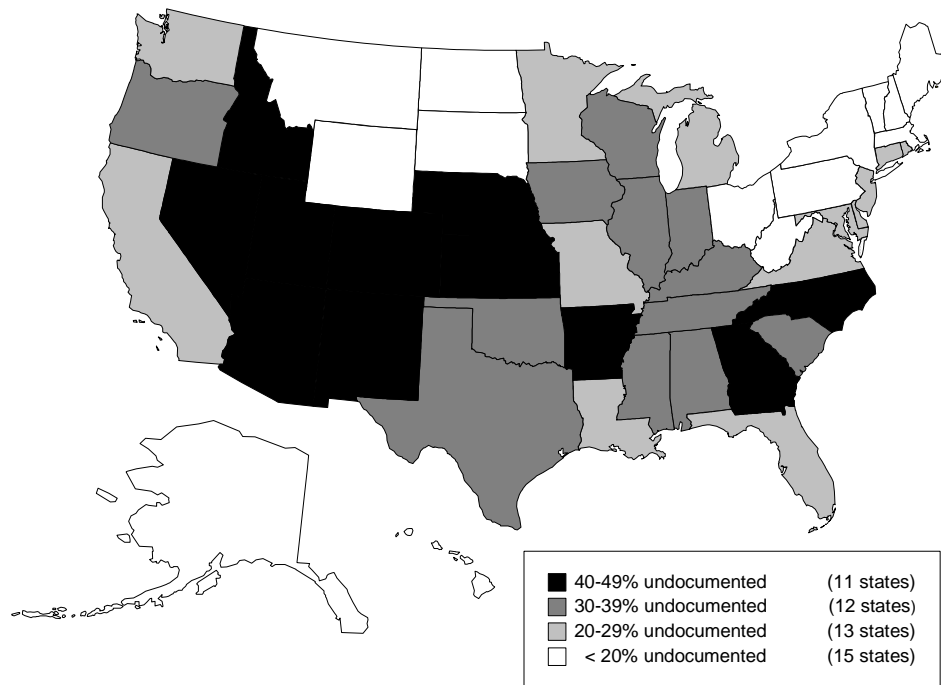 40-49% undocumented (11 states)
30-39% undocumented (12 states)
20-29% undocumented (13 states)
< 20% undocumented (15 states)